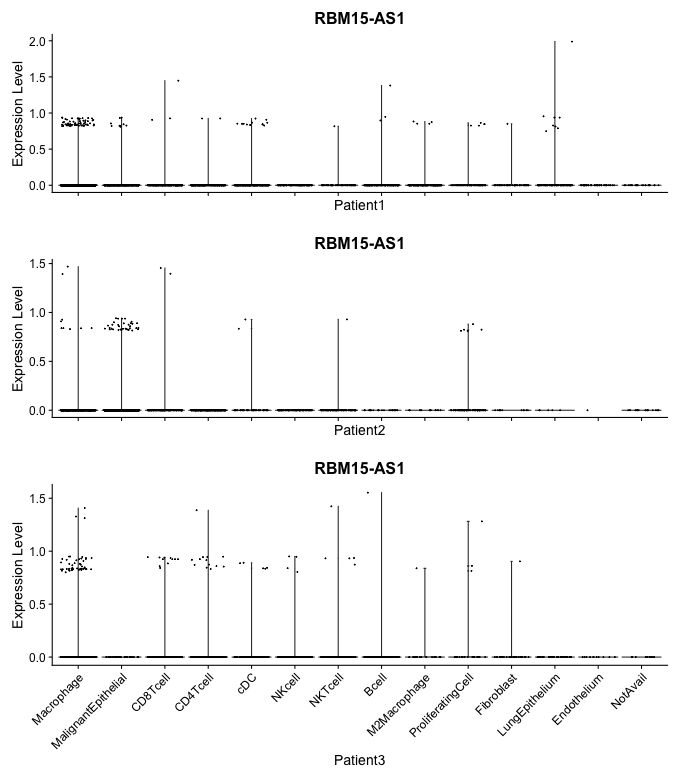 RBM15-AS1
Expression Level
2.0
1.5
1.0
0.5
0.0
Patient1
RBM15-AS1
Expression Level
1.5
1.0
0.5
0.0
Patient2
RBM15-AS1
Expression Level
1.5
1.0
0.5
0.0
Macrophage
MalignantEpithelial
CD8Tcell
CD4Tcell
cDC
NKcell
NKTcell
Bcell
M2Macrophage
ProliferatingCell
Fibroblast
LungEpithelium
Endothelium
NotAvail
Patient3